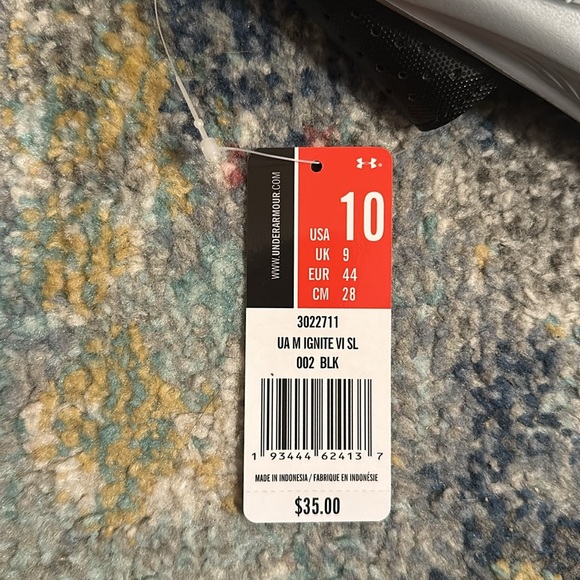 WWW.UNDERARMOUR.COM
USA 10
UK 9
EUR 44
CM 28
3022711
UA M IGNITE VI SL
002 BLK
1 93444 62413 7
MADE IN INDONESIA / FABRIQUE EN INDONÉSIE
$35.00